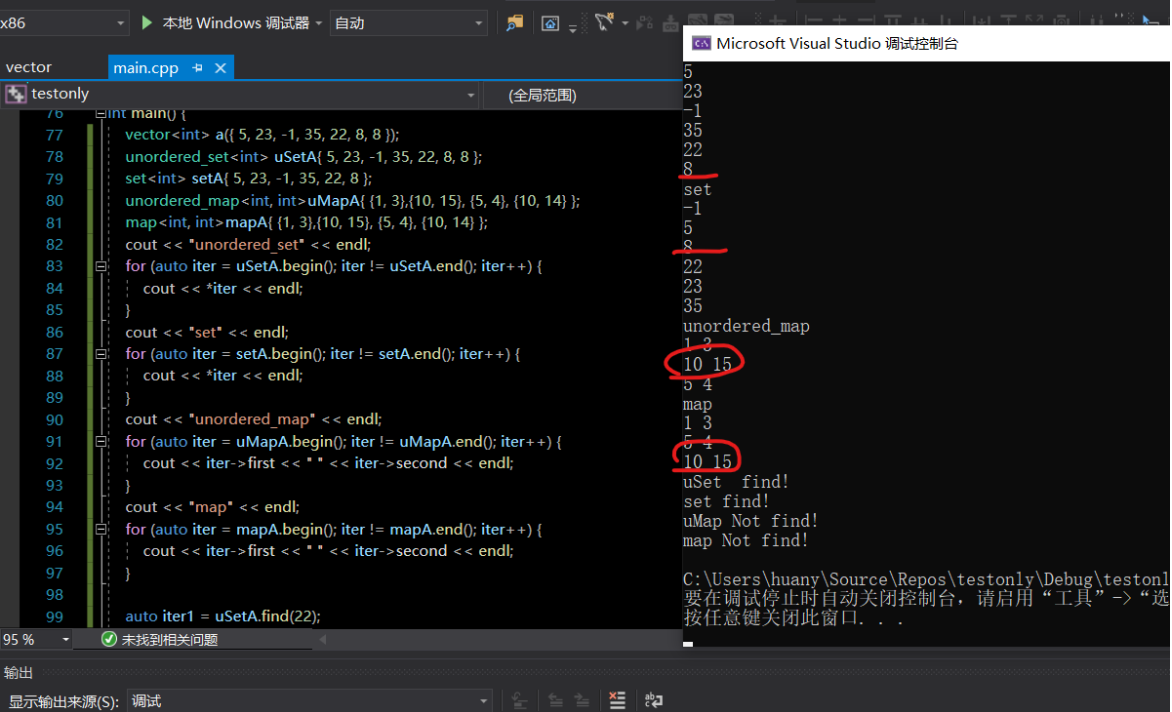 x86 本地 Windows 调试器 自动
vector main.cpp
testonly (全局范围)
76 int main() {
77 vector<int> a({ 5, 23, -1, 35, 22, 8, 8 });
78 unordered_set<int> uSetA{ 5, 23, -1, 35, 22, 8, 8 };
79 set<int> setA{ 5, 23, -1, 35, 22, 8 };
80 unordered_map<int, int>uMapA{ {1, 3},{10, 15}, {5, 4}, {10, 14} };
81 map<int, int>mapA{ {1, 3},{10, 15}, {5, 4}, {10, 14} };
82 cout << "unordered_set" << endl;
83 for (auto iter = uSetA.begin(); iter != uSetA.end(); iter++) {
84 cout << *iter << endl;
85 }
86 cout << "set" << endl;
87 for (auto iter = setA.begin(); iter != setA.end(); iter++) {
88 cout << *iter << endl;
89 }
90 cout << "unordered_map" << endl;
91 for (auto iter = uMapA.begin(); iter != uMapA.end(); iter++) {
92 cout << iter->first << " " << iter->second << endl;
93 }
94 cout << "map" << endl;
95 for (auto iter = mapA.begin(); iter != mapA.end(); iter++) {
96 cout << iter->first << " " << iter->second << endl;
97 }
98
99 auto iter1 = uSetA.find(22);
95 % 未找到相关问题
输出
显示输出来源(S): 调试
Microsoft Visual Studio 调试控制台
5
23
-1
35
22
8
set
-1
5
8
22
23
35
unordered_map
1 3
10 15
5 4
map
1 3
5 4
10 15
uSet  find!
set find!
uMap Not find!
map Not find!
C:\Users\huany\Source\Repos\testonly\Debug\testonl
要在调试停止时自动关闭控制台，请启用“工具”->“选
按任意键关闭此窗口. . .